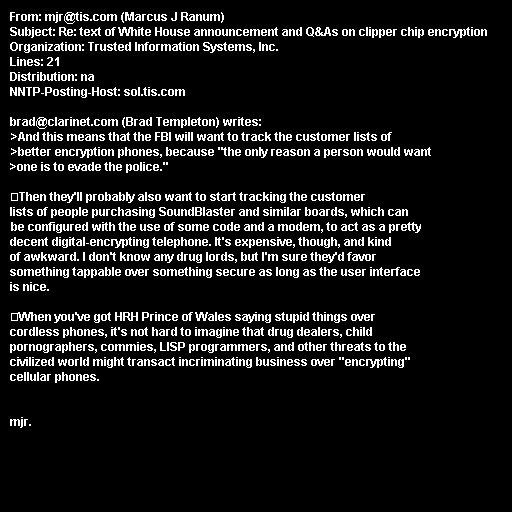 From: mjr@tis.com (Marcus J Ranum)
Subject: Re: text of White House announcement and Q&As on clipper chip encryption
Organization: Trusted Information Systems, Inc.
Lines: 21
Distribution: na
NNTP-Posting-Host: sol.tis.com

brad@clarinet.com (Brad Templeton) writes:
>And this means that the FBI will want to track the customer lists of
>better encryption phones, because "the only reason a person would want
>one is to evade the police."

□Then they'll probably also want to start tracking the customer
lists of people purchasing SoundBlaster and similar boards, which can
be configured with the use of some code and a modem, to act as a pretty
decent digital-encrypting telephone. It's expensive, though, and kind
of awkward. I don't know any drug lords, but I'm sure they'd favor
something tappable over something secure as long as the user interface
is nice.

□When you've got HRH Prince of Wales saying stupid things over
cordless phones, it's not hard to imagine that drug dealers, child
pornographers, commies, LISP programmers, and other threats to the
civilized world might transact incriminating business over "encrypting"
cellular phones.

mjr.